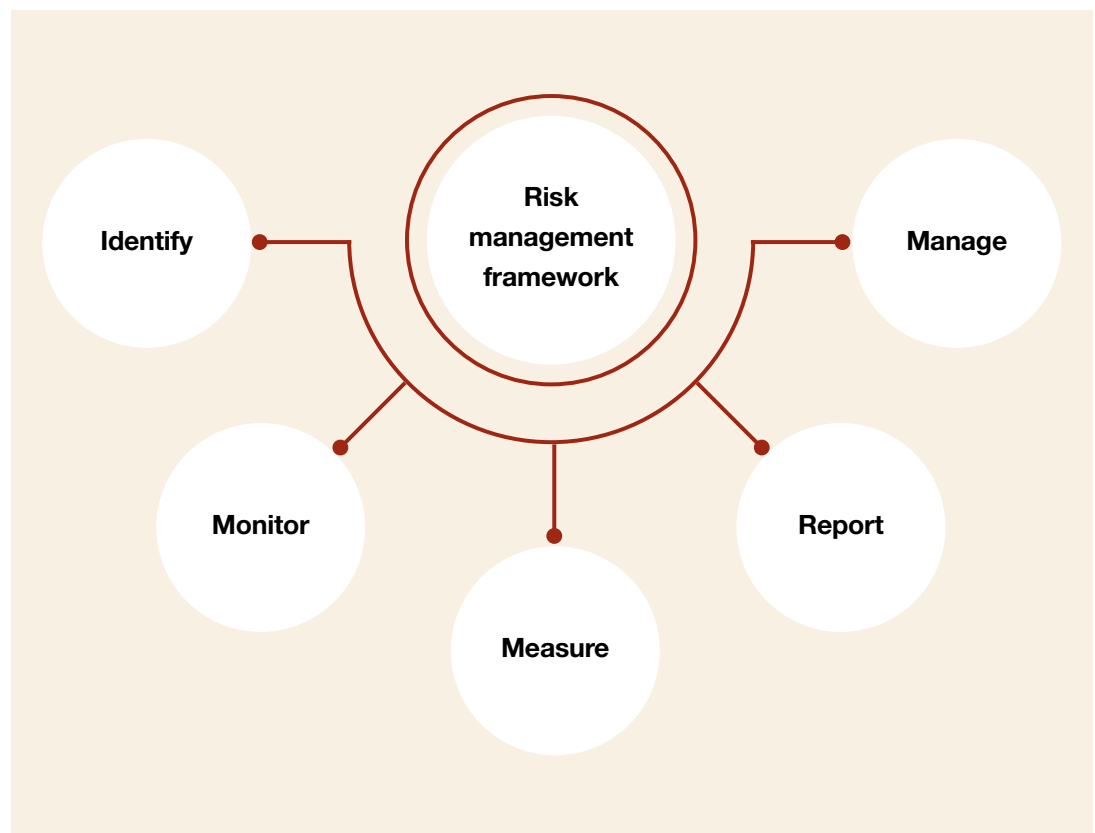 Risk
management
framework
Identify
Manage
Monitor
Report
Measure